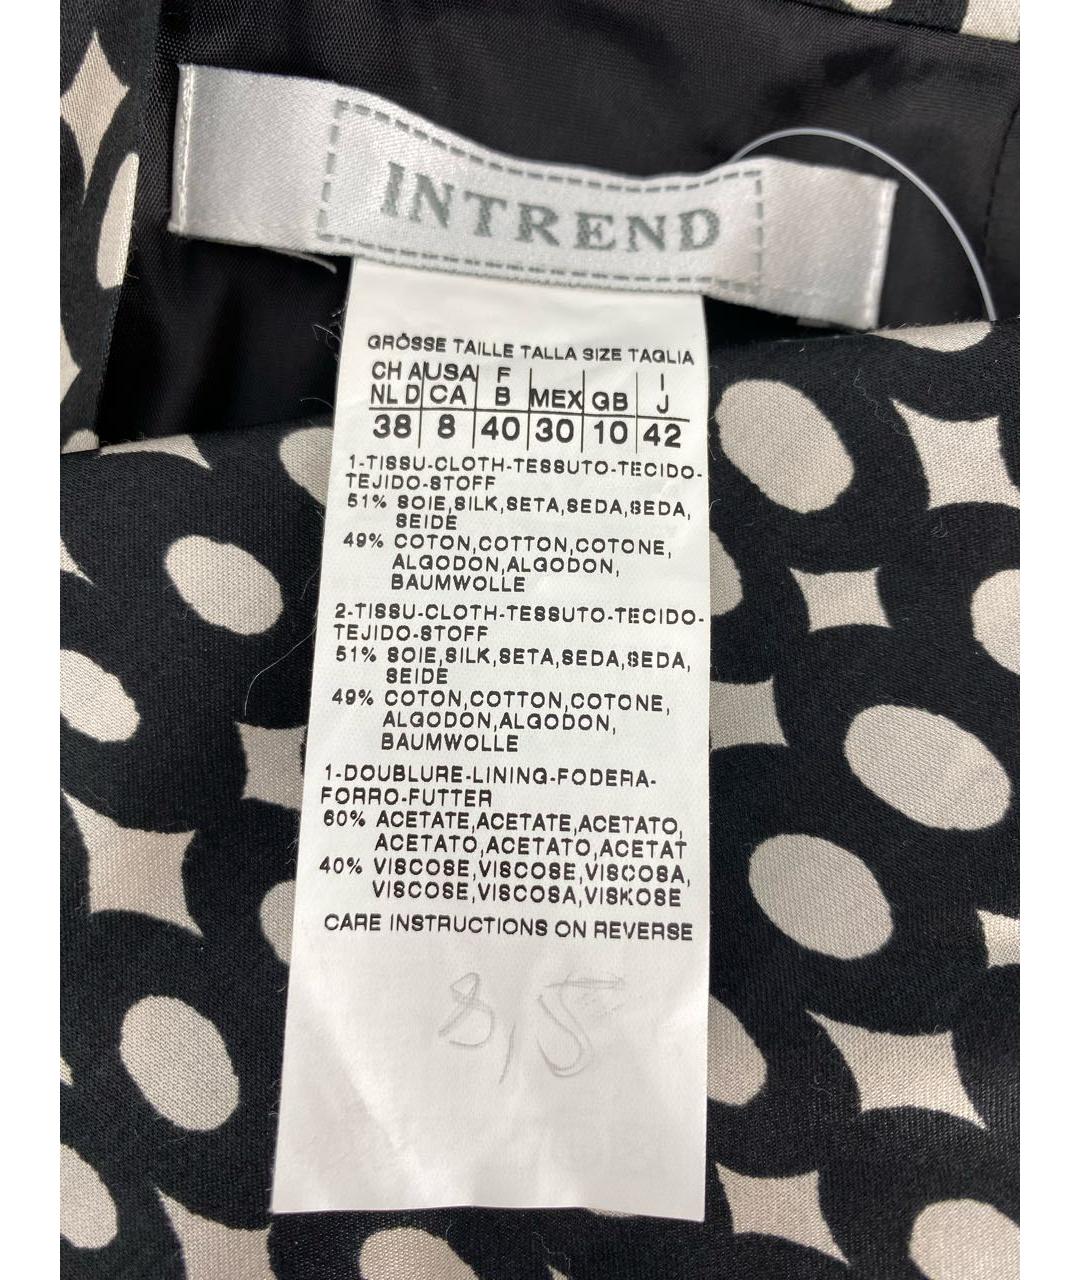 INTREND
GRÖSSE TAILLE TALLA SIZE TAGLIA
CH A USA F MEX GB I
NL D CA B J
38 8 40 30 10 42
1-TISSU-CLOTH-TESSUTO-TECIDO-
TEJIDO-STOFF
51% SOIE,SILK,SETA,SEDA,SEDA,
SEIDE
49% COTON,COTTON,COTONE,
ALGODON,ALGODON,
BAUMWOLLE
2-TISSU-CLOTH-TESSUTO-TECIDO-
TEJIDO-STOFF
51% SOIE,SILK,SETA,SEDA,SEDA,
SEIDE
49% COTON,COTTON,COTONE,
ALGODON,ALGODON,
BAUMWOLLE
1-DOUBLURE-LINING-FODERA-
FORRO-FUTTER
60% ACETATE,ACETATE,ACETATO,
ACETATO,ACETATO,ACETAT
40% VISCOSE,VISCOSE,VISCOSA,
VISCOSE,VISCOSA,VISKOSE
CARE INSTRUCTIONS ON REVERSE
8,5